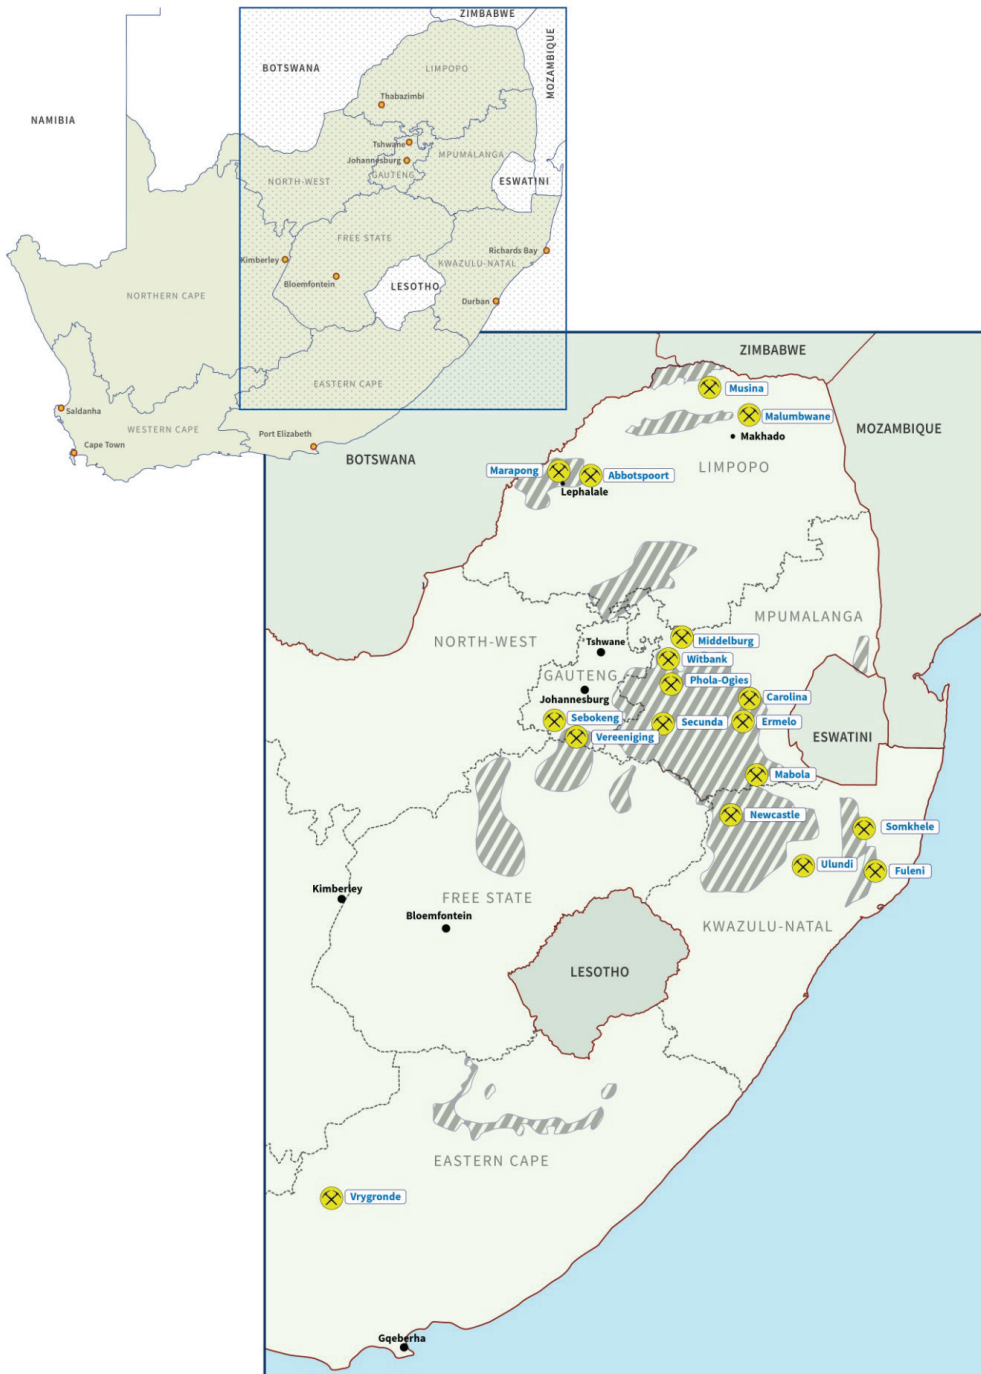 ZIMBABWE
MOZAMBIQUE
BOTSWANA
LIMPOPO
Thabazimbi
NAMIBIA
Tshwane
Johannesburg
MPUMALANGA
GAUTENG
NORTH-WEST
ESWATINI
FREE STATE
Kimberley
Richards Bay
KWAZULU-NATAL
Bloemfontein
LESOTHO
NORTHERN CAPE
Durban
EASTERN CAPE
Saldanha
WESTERN CAPE
Port Elizabeth
Cape Town
ZIMBABWE
Musina
Malumbwane
MOZAMBIQUE
Makhado
BOTSWANA
LIMPOPO
Marapong
Abbotspoort
Lephalale
MPUMALANGA
NORTH-WEST
Tshwane
Middelburg
Witbank
GAUTENG
Phola-Ogies
Johannesburg
Carolina
Sebokeng
Secunda
Ermelo
Vereeniging
ESWATINI
Mabola
Newcastle
Somkhele
Ulundi
Fuleni
Kimberley
FREE STATE
Bloemfontein
KWAZULU-NATAL
LESOTHO
EASTERN CAPE
Vrygronde
Gqeberha